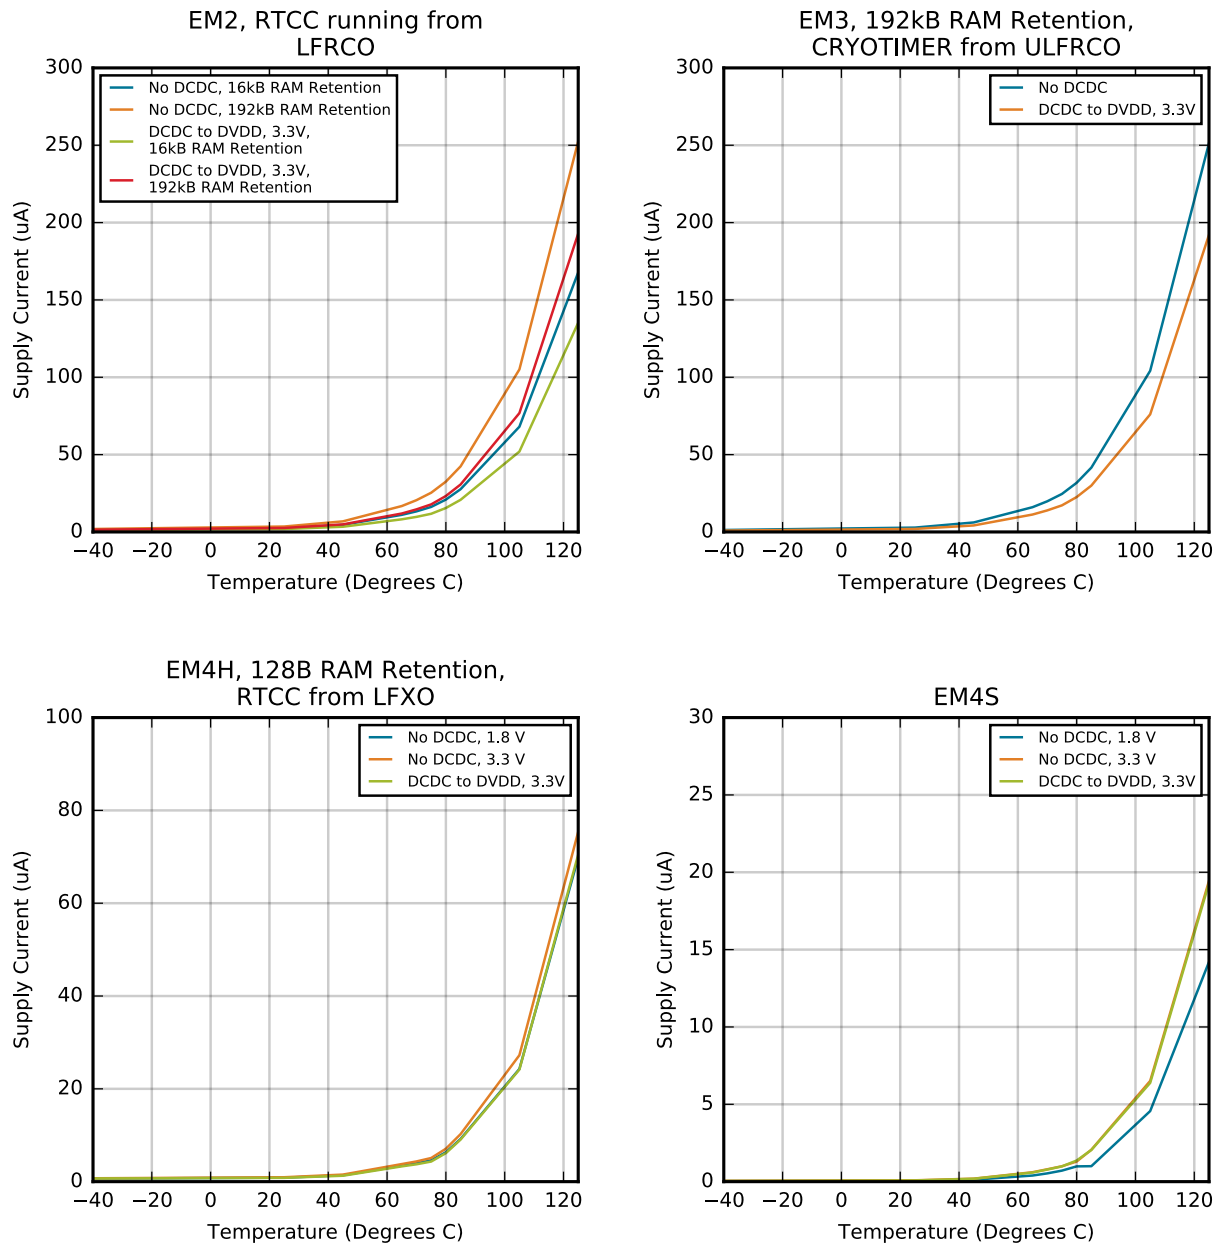 EM2, RTCC running from
LFRCO
300
250
200
150
100
50
0
Supply Current (uA)
No DCDC, 16kB RAM Retention
No DCDC, 192kB RAM Retention
DCDC to DVDD, 3.3V,
16kB RAM Retention
DCDC to DVDD, 3.3V,
192kB RAM Retention
−40 −20 0 20 40 60 80 100 120
Temperature (Degrees C)
EM3, 192kB RAM Retention,
CRYOTIMER from ULFRCO
300
250
200
150
100
50
0
Supply Current (uA)
No DCDC
DCDC to DVDD, 3.3V
−40 −20 0 20 40 60 80 100 120
Temperature (Degrees C)
EM4H, 128B RAM Retention,
RTCC from LFXO
100
80
60
40
20
0
Supply Current (uA)
No DCDC, 1.8 V
No DCDC, 3.3 V
DCDC to DVDD, 3.3V
−40 −20 0 20 40 60 80 100 120
Temperature (Degrees C)
EM4S
30
25
20
15
10
5
0
Supply Current (uA)
No DCDC, 1.8 V
No DCDC, 3.3 V
DCDC to DVDD, 3.3V
−40 −20 0 20 40 60 80 100 120
Temperature (Degrees C)